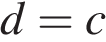 d = c